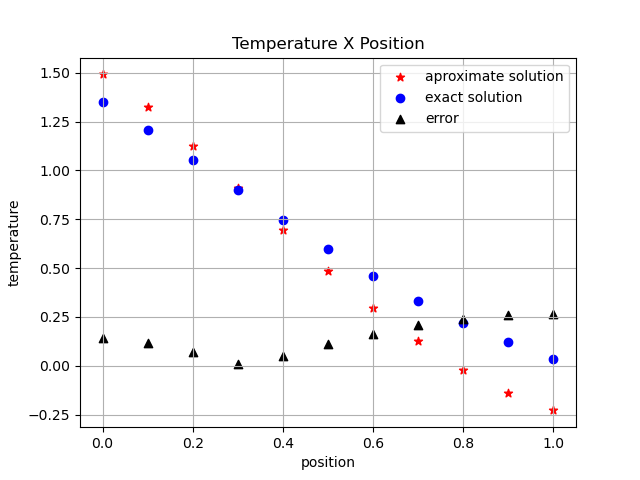 Temperature X Position
aproximate solution
exact solution
error
1.50
1.25
1.00
0.75
0.50
0.25
0.00
−0.25
temperature
0.0 0.2 0.4 0.6 0.8 1.0
position